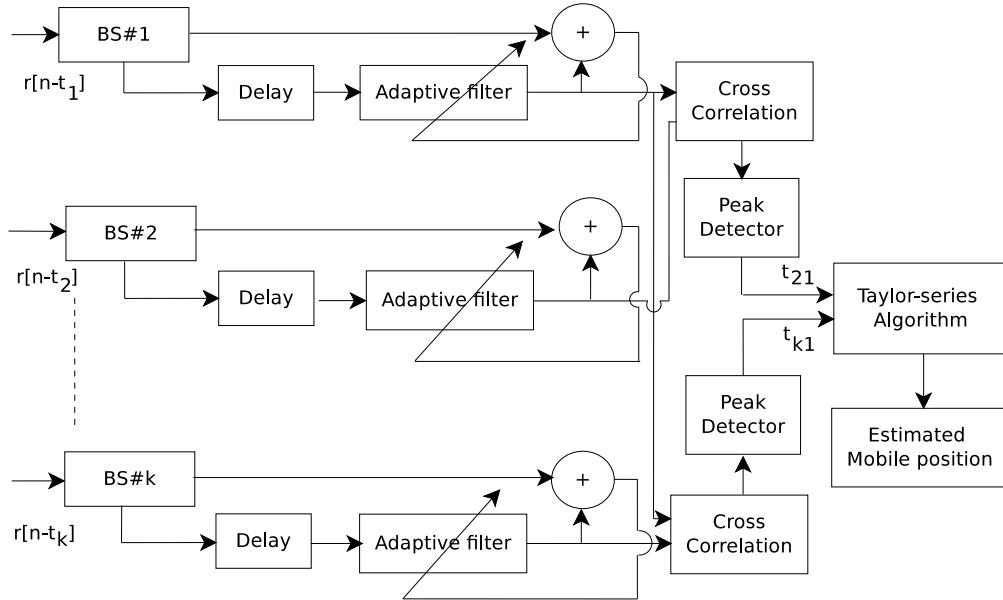 BS#1
+
r[n-t1]
Delay
Adaptive filter
Cross
Correlation
Peak
Detector
BS#2
+
r[n-t2]
Delay
Adaptive filter
t21
Taylor-series
Algorithm
tk1
Peak
Detector
Estimated
Mobile position
BS#k
+
r[n-tk]
Delay
Adaptive filter
Cross
Correlation